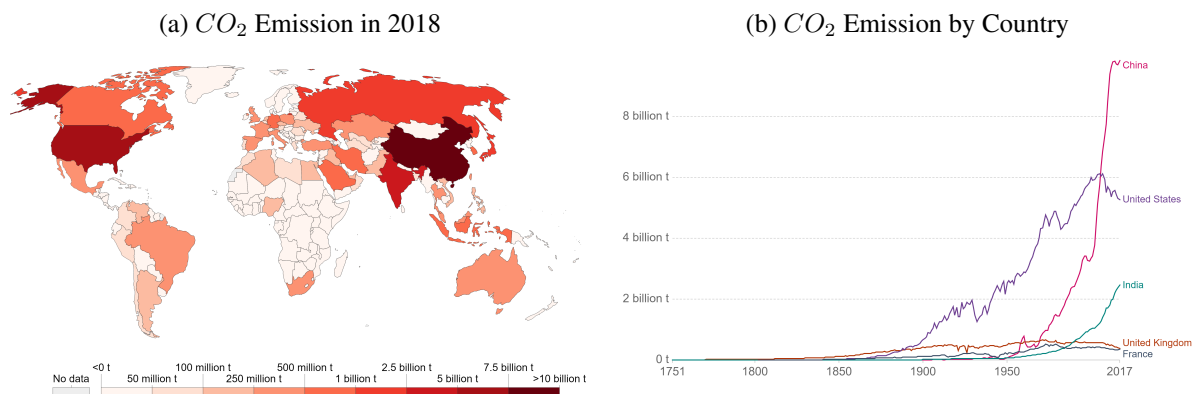 (a) CO₂ Emission in 2018
No data
<0 t
50 million t
100 million t
250 million t
500 million t
1 billion t
2.5 billion t
5 billion t
7.5 billion t
>10 billion t
(b) CO₂ Emission by Country
China
8 billion t
6 billion t
United States
4 billion t
India
2 billion t
United Kingdom
France
0 t
1751
1800
1850
1900
1950
2017